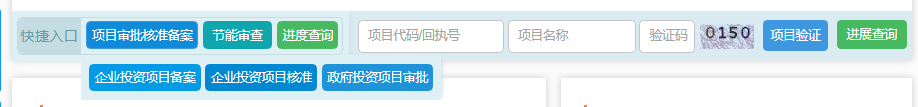 快捷入口 项目审批核准备案 节能审查 进度查询 项目代码/回执号 项目名称 验证码 0150 项目验证 进展查询
企业投资项目备案 企业投资项目核准 政府投资项目审批